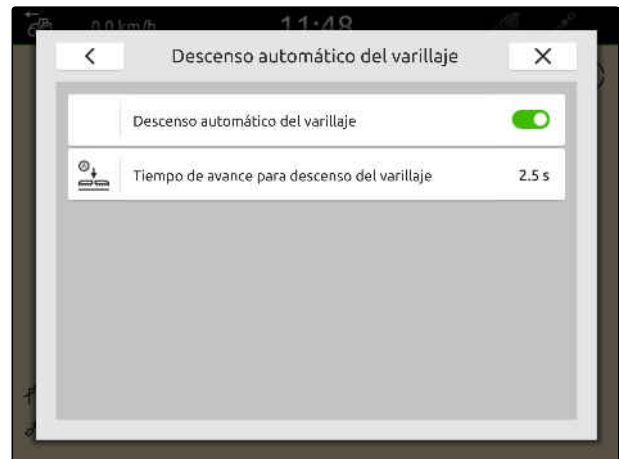 0.0 km/h
11:48
Descenso automático del varillaje
Descenso automático del varillaje
Tiempo de avance para descenso del varillaje
2.5 s